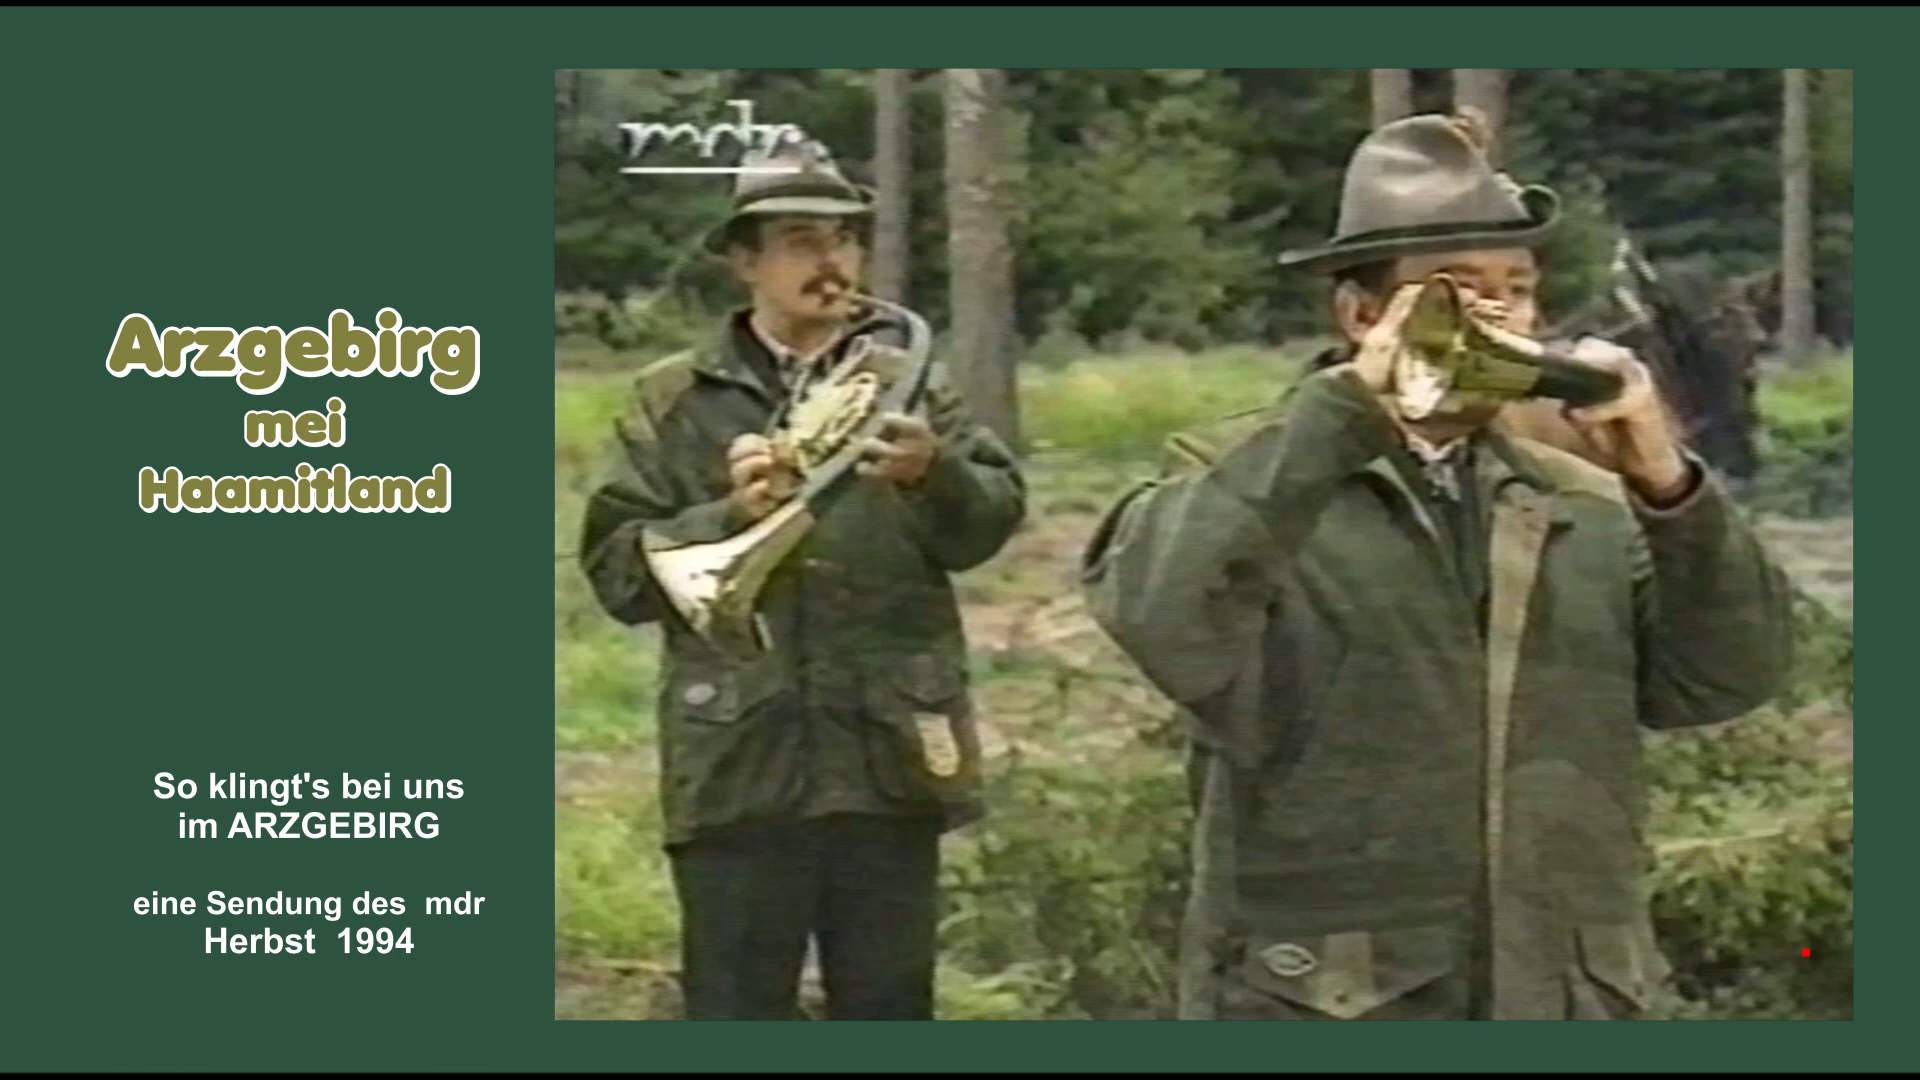 Arzgebirg
mei
Haamitland
So klingt's bei uns
im ARZGEBIRG
eine Sendung des mdr
Herbst 1994
mdr